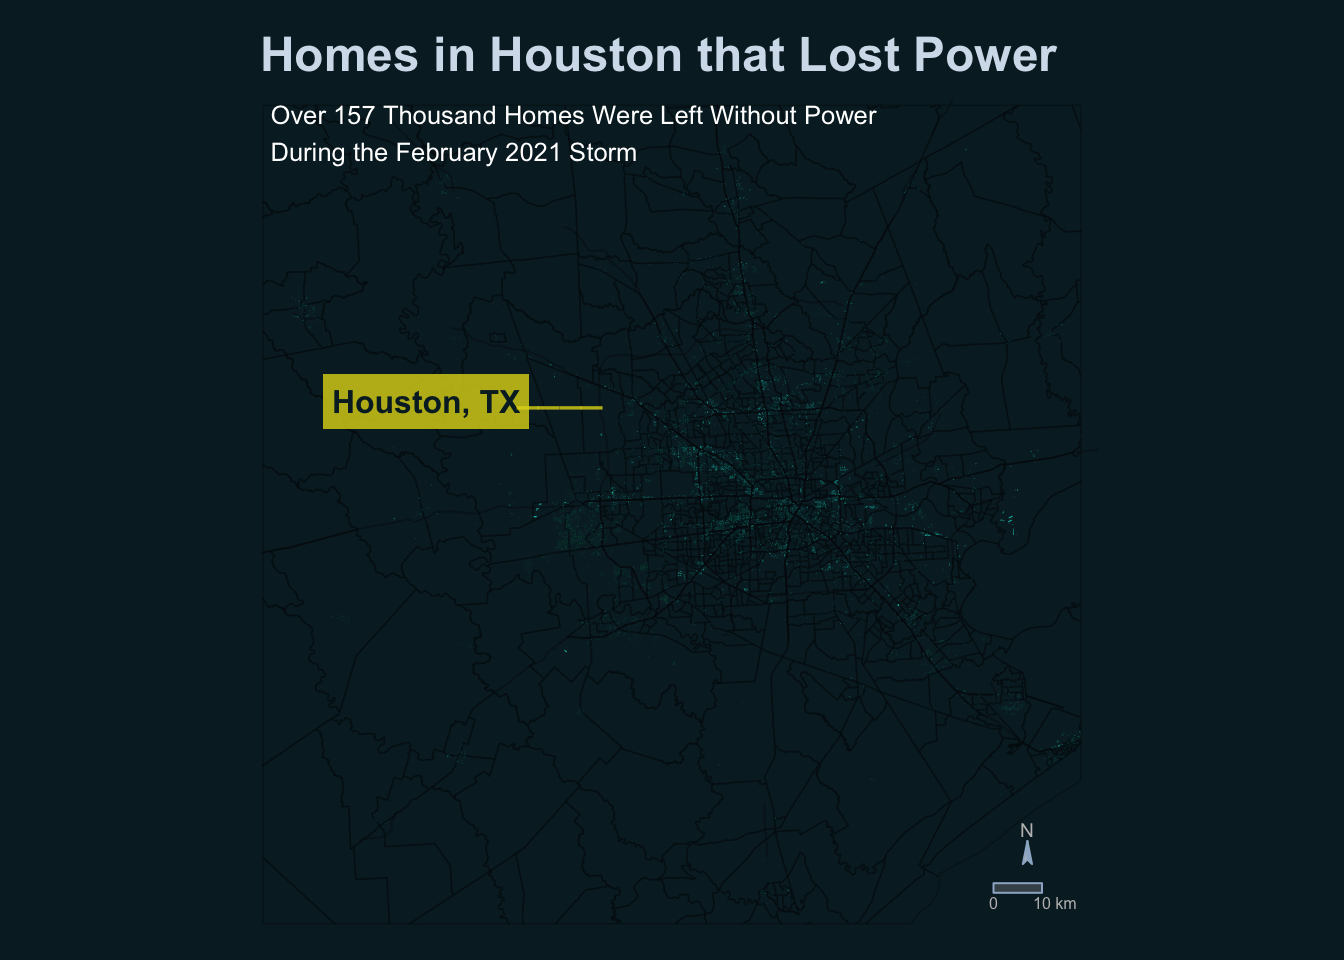 Homes in Houston that Lost Power
Over 157 Thousand Homes Were Left Without Power
During the February 2021 Storm
Houston, TX
N
0 10 km